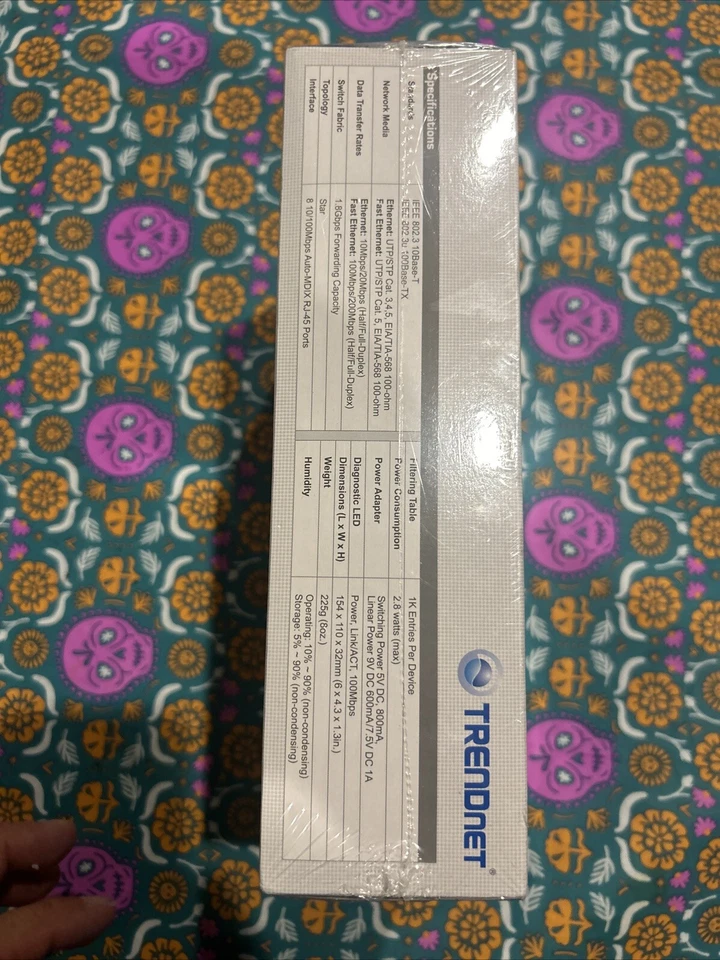 TRENDNET®
Specifications
Standards
IEEE 802.3 10Base-T
IEEE 802.3u 100Base-TX
Network Media
Ethernet: UTP/STP Cat. 3,4,5, EIA/TIA-568 100-ohm
Fast Ethernet: UTP/STP Cat. 5, EIA/TIA-568 100-ohm
Data Transfer Rates
Ethernet: 10Mbps/20Mbps (Half/Full-Duplex)
Fast Ethernet: 100Mbps/200Mbps (Half/Full-Duplex)
Switch Fabric
1.8Gbps Forwarding Capacity
Topology
Star
Interface
8 10/100Mbps Auto-MDIX RJ-45 Ports
Filtering Table
1K Entries Per Device
Power Consumption
2.8 watts (max)
Power Adapter
Switching Power 5V DC, 800mA,
Linear Power 9V DC 600mA/7.5V DC 1A
Diagnostic LED
Power, Link/ACT, 100Mbps
Dimensions (L x W x H)
154 x 110 x 32mm (6 x 4.3 x 1.3in.)
Weight
225g (8oz.)
Humidity
Operating: 10% ~ 90% (non-condensing)
Storage: 5% ~ 90% (non-condensing)